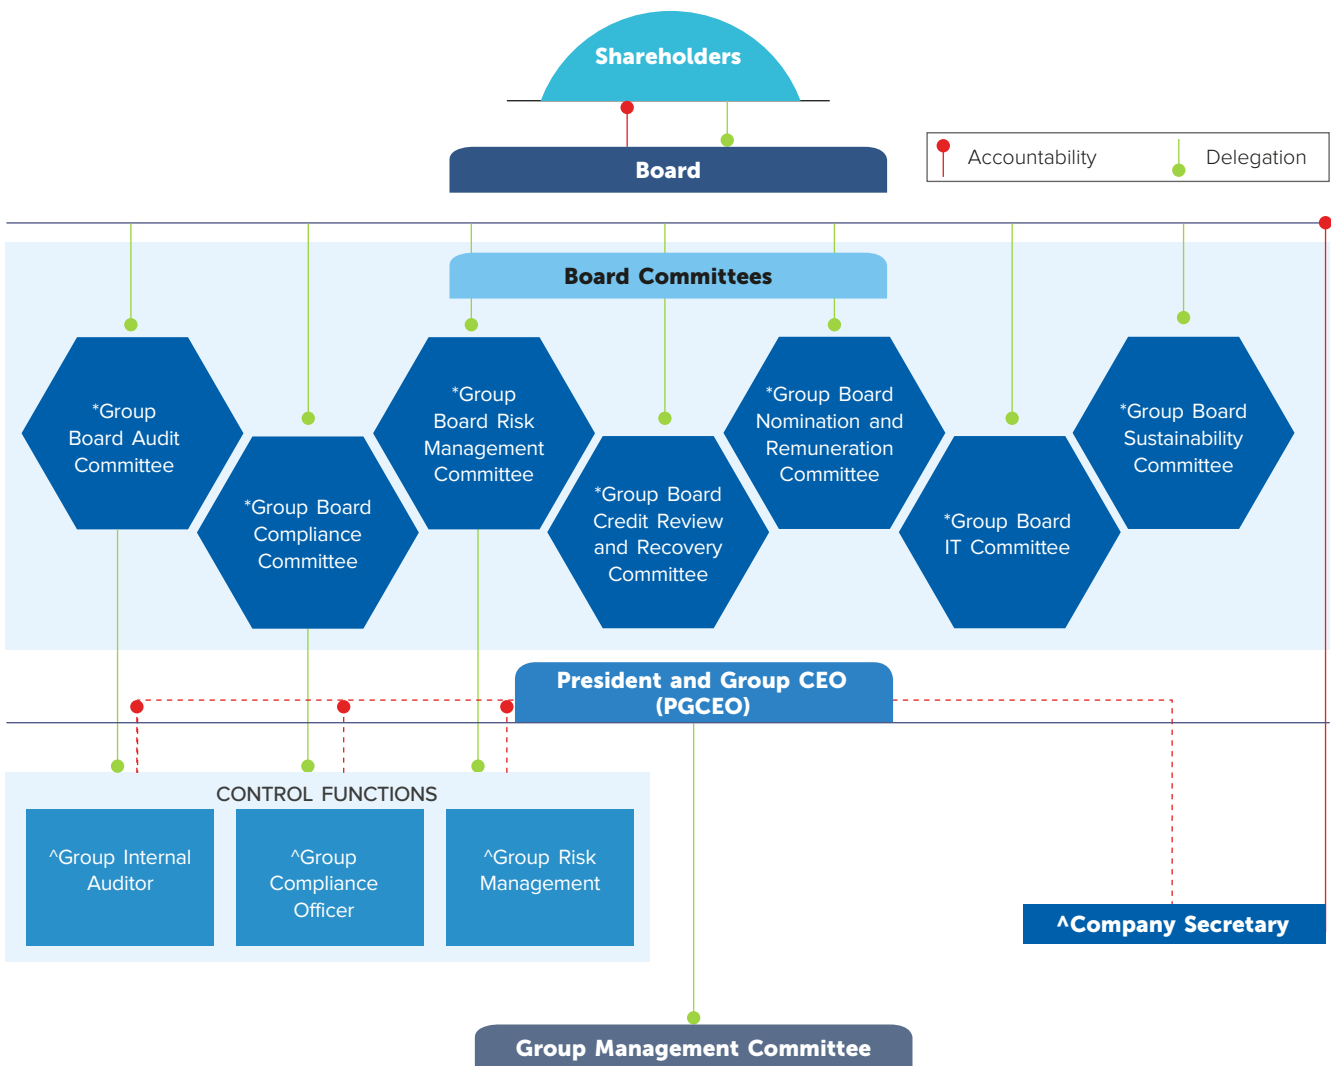 Shareholders
Board
Accountability
Delegation
Board Committees
*Group
Board Audit
Committee
*Group Board
Compliance
Committee
*Group
Board Risk
Management
Committee
*Group Board
Credit Review
and Recovery
Committee
*Group Board
Nomination and
Remuneration
Committee
*Group Board
IT Committee
*Group Board
Sustainability
Committee
President and Group CEO
(PGCEO)
CONTROL FUNCTIONS
^Group Internal
Auditor
^Group
Compliance
Officer
^Group Risk
Management
^Company Secretary
Group Management Committee